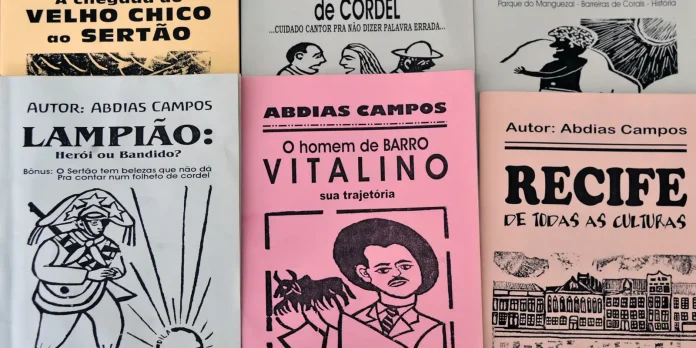 A chegada do
VELHO CHICO
ao SERTÃO
de CORDEL
...CUIDADO CANTOR PRA NÃO DIZER PALAVRA ERRADA...
Parque do Manguezal - Barreiras de Corais - História
AUTOR: ABDIAS CAMPOS
LAMPIÃO:
Herói ou Bandido?
Bônus: O Sertão tem belezas que não dá
Pra contar num folheto de cordel
ABDIAS CAMPOS
O homem de BARRO
VITALINO
sua trajetória
Autor: Abdias Campos
RECIFE
DE TODAS AS CULTURAS